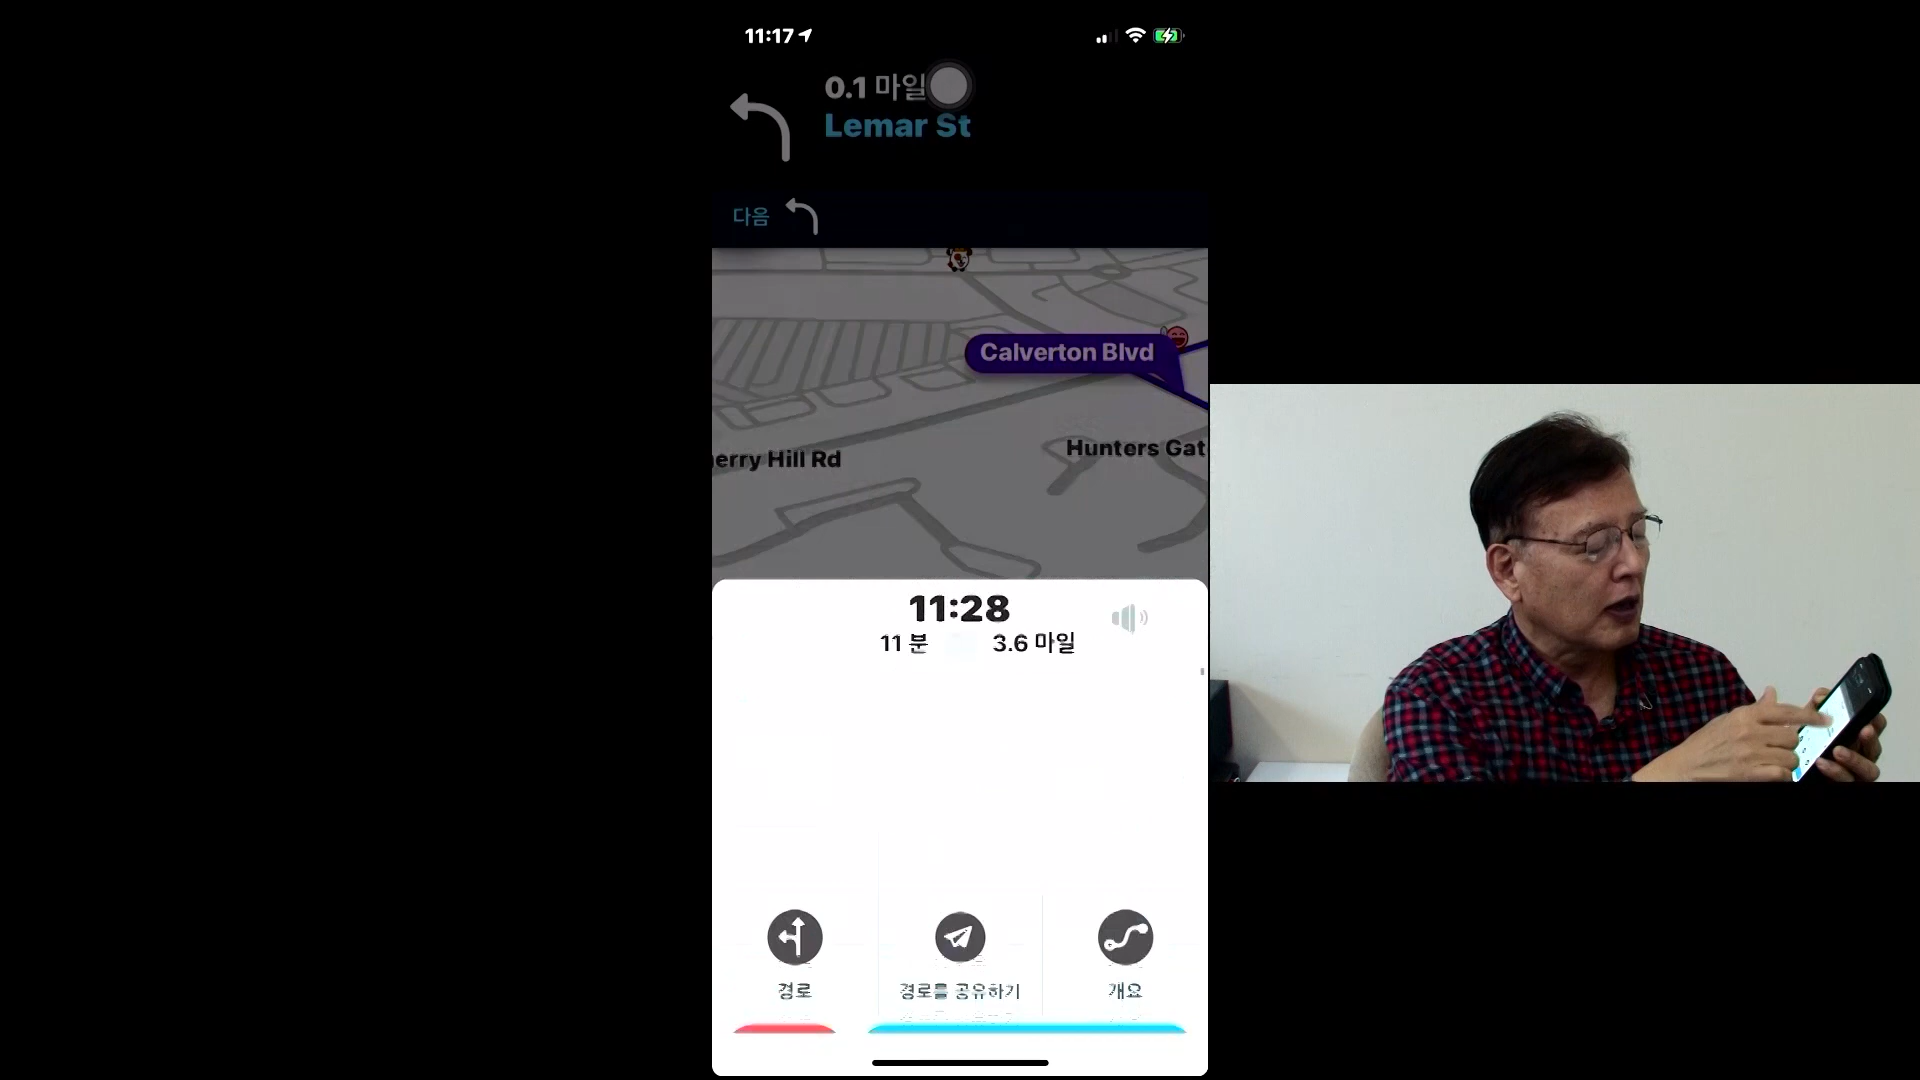 11:17
0.1 마일
Lemar St
다음
Calverton Blvd
Hunters Gat
erry Hill Rd
11:28
11 분 3.6 마일
경로
경로를 공유하기
개요